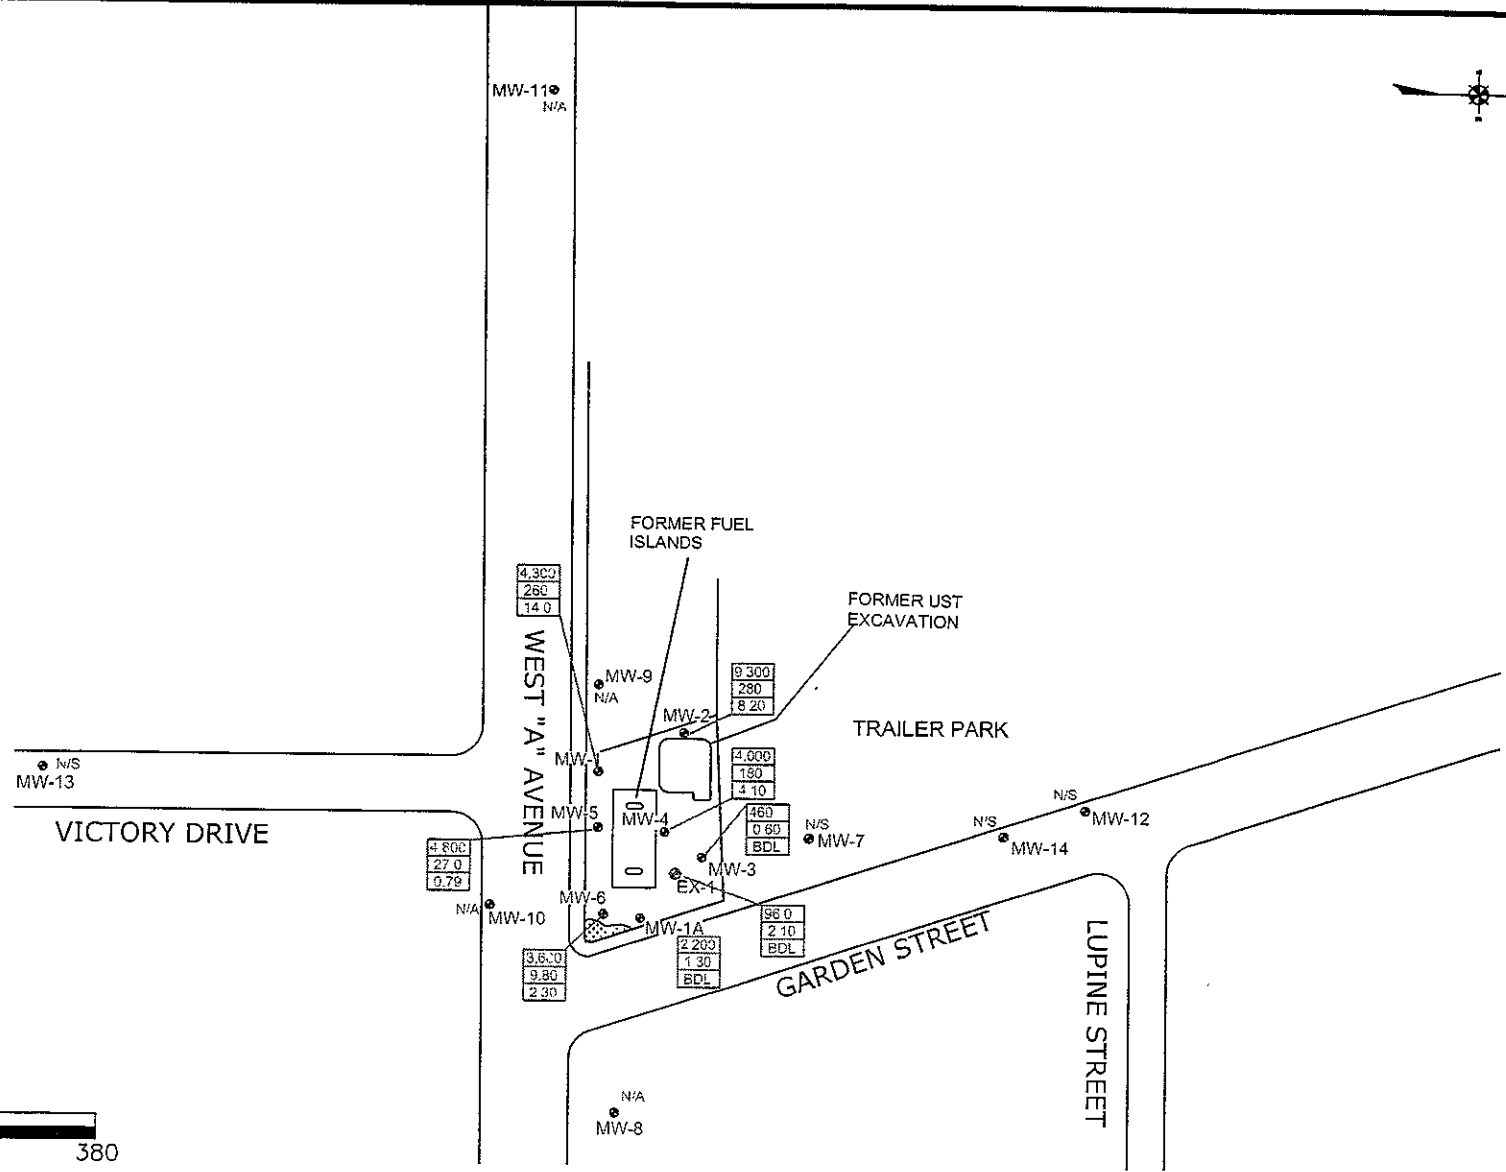 MW-11
N/A
FORMER FUEL
ISLANDS
FORMER UST
EXCAVATION
260
14 0
WEST "A" AVENUE
MW-9
N/A
9 300
280
8 20
MW-2
TRAILER PARK
MW-1
N/S
MW-13
4,000
180
4 10
MW-5
MW-4
460
0 60
BDL
N/S
MW-7
N/S
MW-12
N/S
MW-14
VICTORY DRIVE
4 800
27 0
0.79
MW-3
EX-1
MW-6
N/A
MW-10
MW-1A
96 0
2 10
BDL
2 200
1 30
BDL
9.80
2 30
GARDEN STREET
LUPINE STREET
N/A
MW-8
380